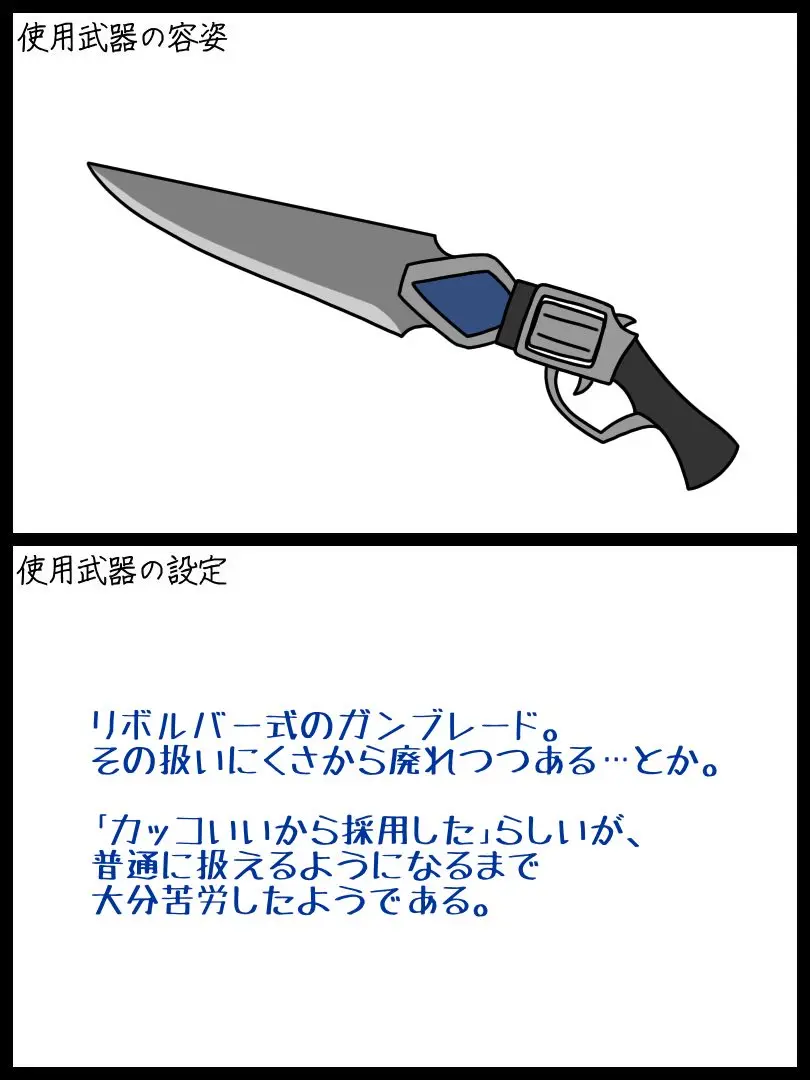 使用武器の容姿
使用武器の設定
リボルバー式のガンブレード。
その扱いにくさから廃れつつある…とか。
「カッコいいから採用した」らしいが、
普通に扱えるようになるまで
大分苦労したようである。